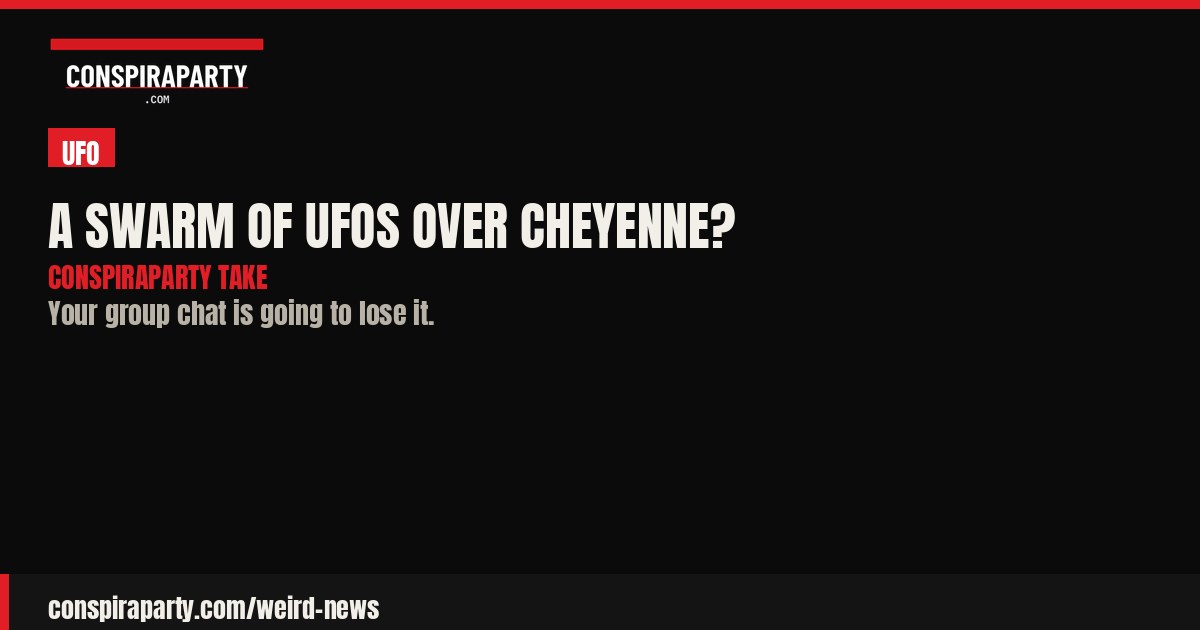 CONSPIRAPARTY
.COM
UFO
A SWARM OF UFOS OVER CHEYENNE?
CONSPIRAPARTY TAKE
Your group chat is going to lose it.
conspiraparty.com/weird-news